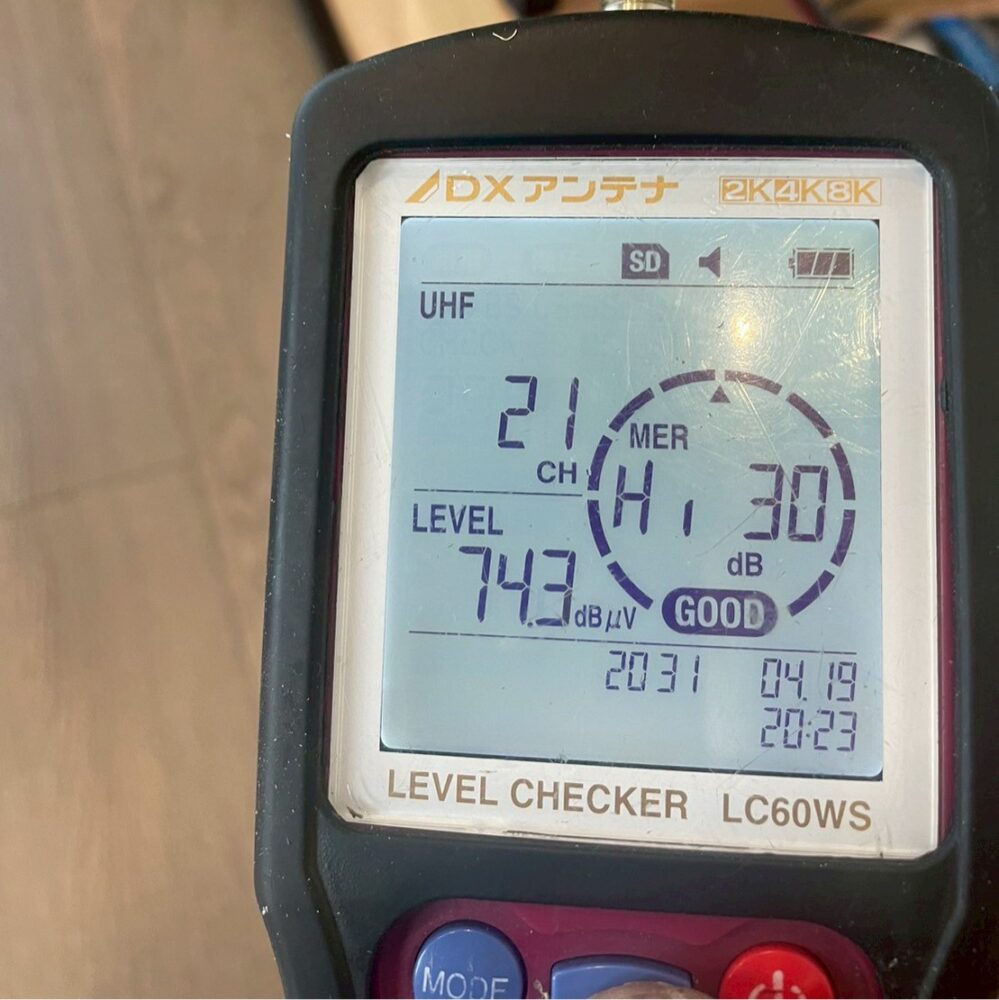 DXアンテナ 2K4K8K
SD
UHF
21
CH
MER
Hi 30
dB
GOOD
LEVEL
74.3 dBμV
2031 04.19
20:23
LEVEL CHECKER LC60WS
MODE